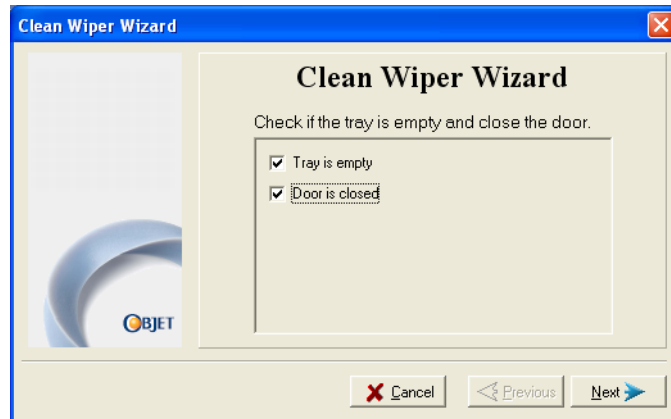 Clean Wiper Wizard
Clean Wiper Wizard
Check if the tray is empty and close the door.
Tray is empty
Door is closed
OBJET
Cancel
Previous
Next